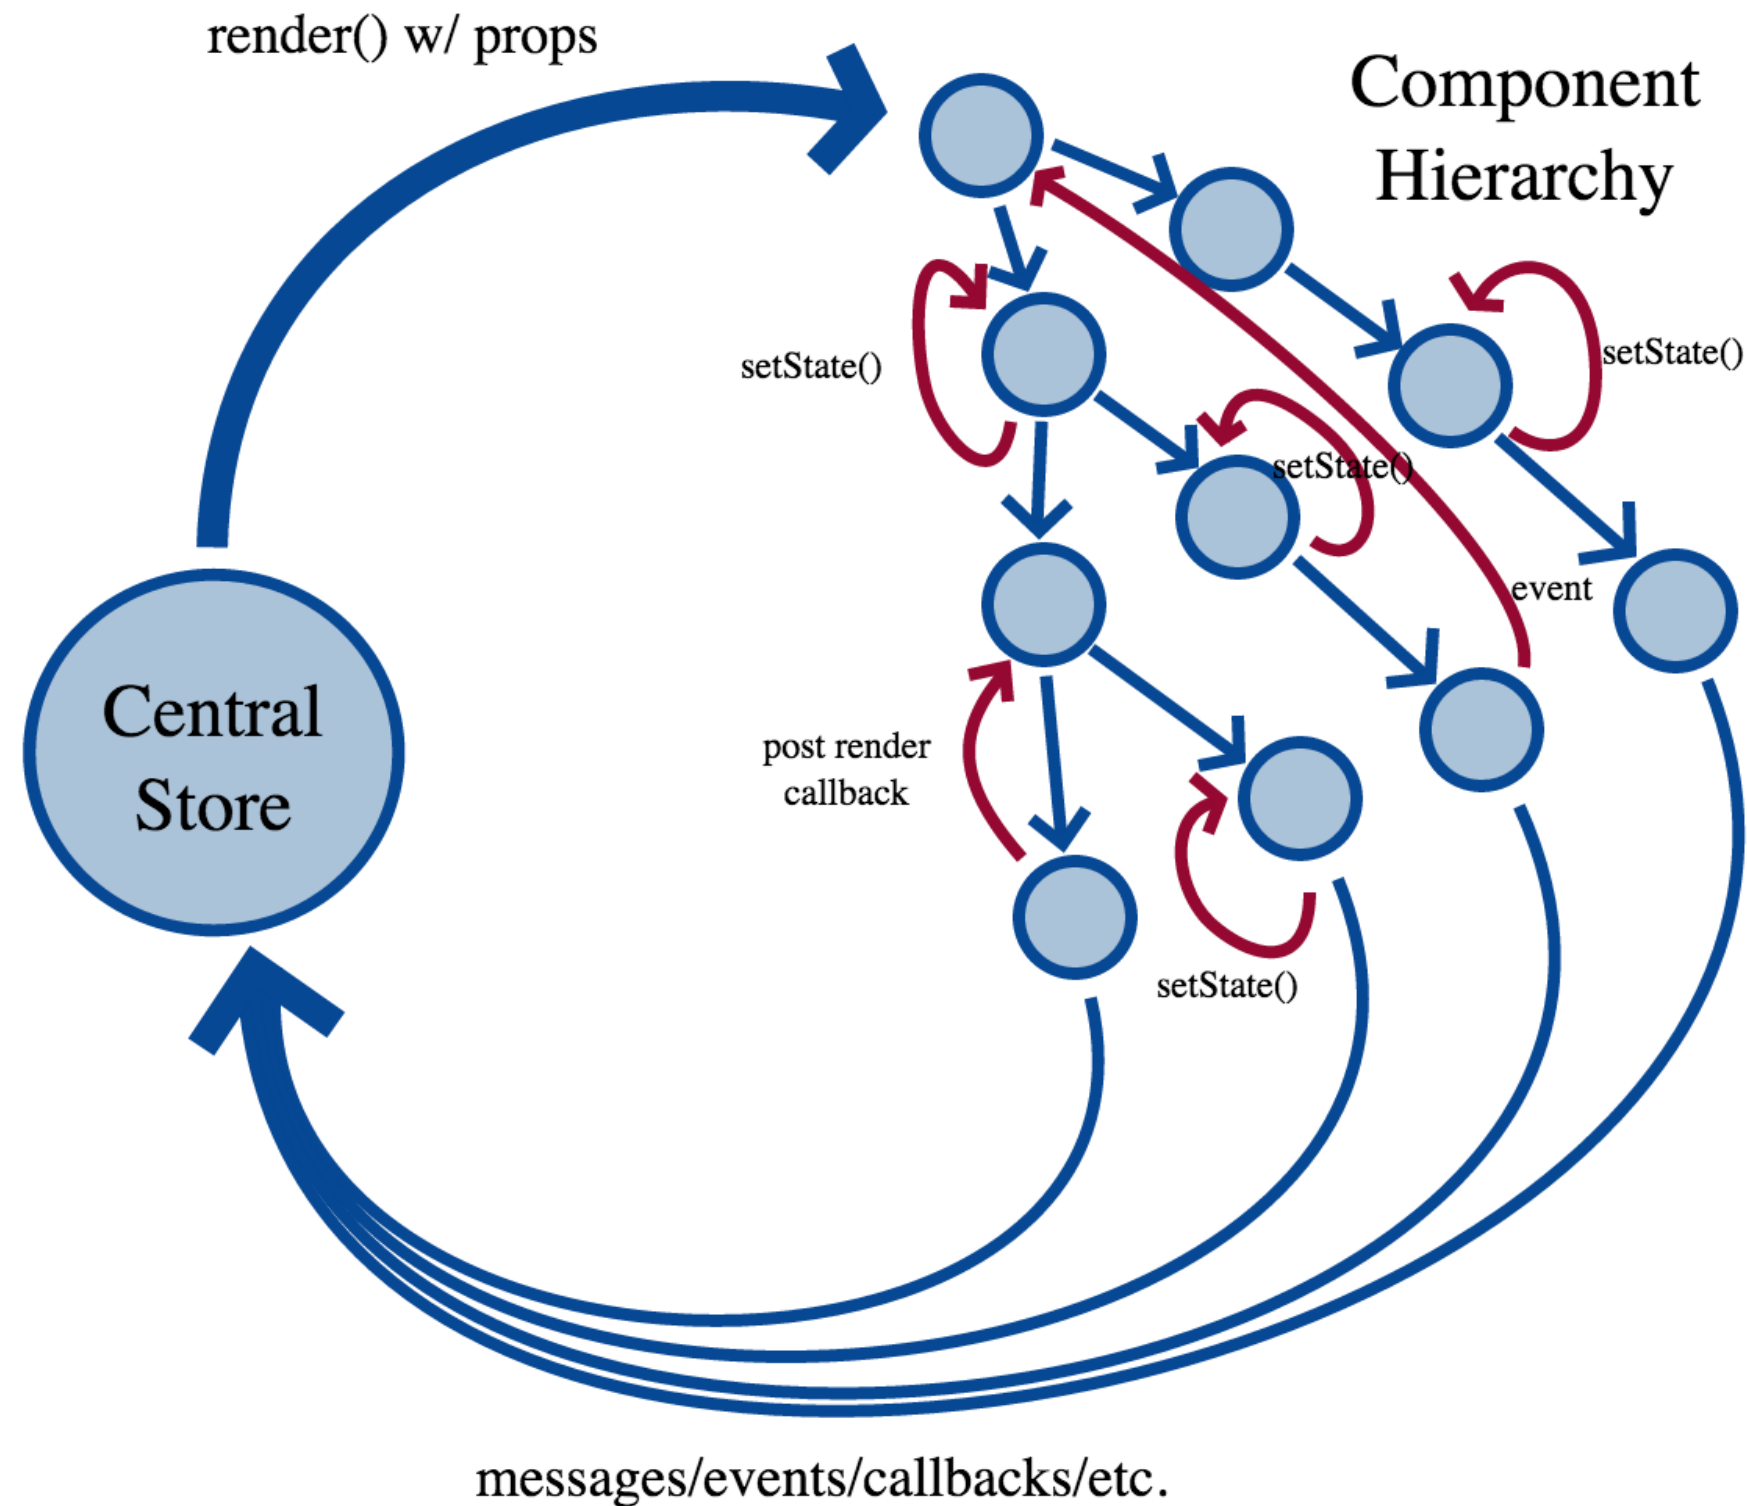 render() w/ props
Component
Hierarchy
setState()
setState()
setState()
event
Central
Store
post render
callback
setState()
messages/events/callbacks/etc.